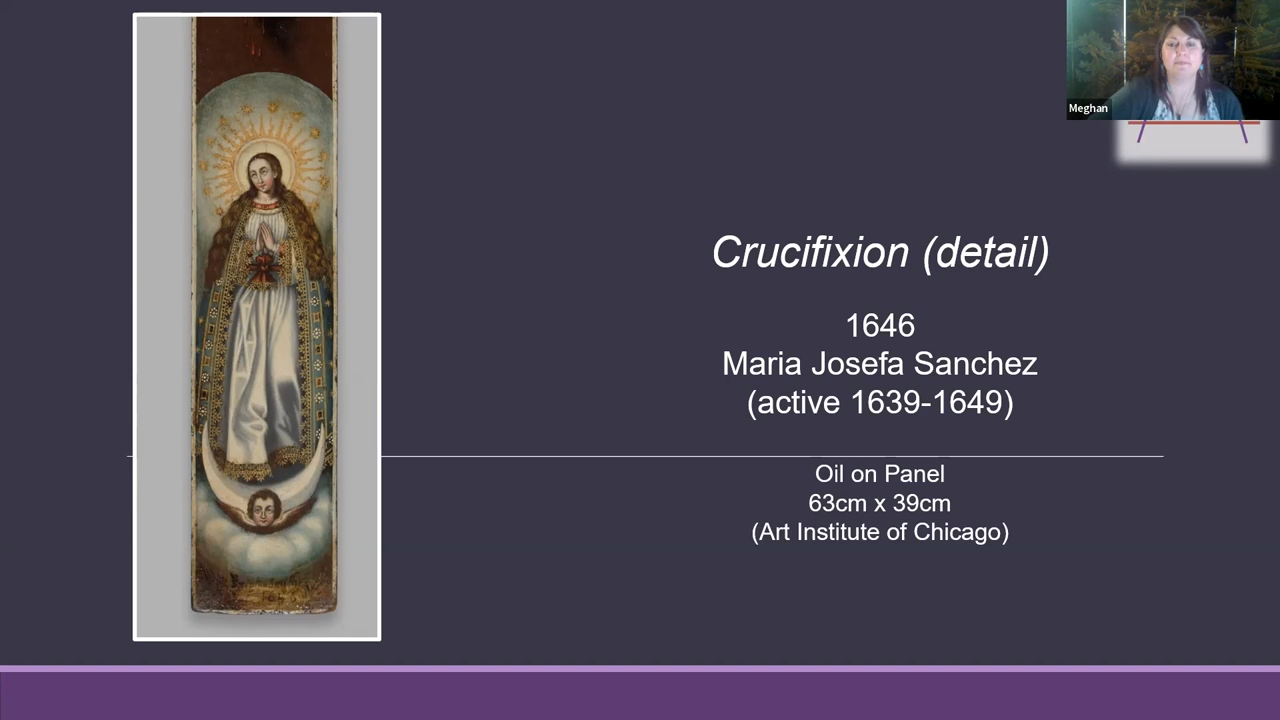 Meghan
Crucifixion (detail)
1646
Maria Josefa Sanchez
(active 1639-1649)
Oil on Panel
63cm x 39cm
(Art Institute of Chicago)